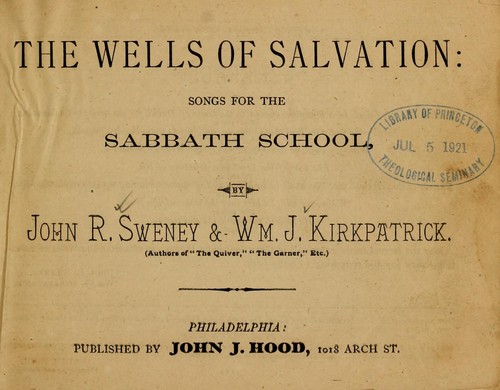 THE WELLS OF SALVATION:
SONGS FOR THE
SABBATH SCHOOL,
LIBRARY OF PRINCETON
JUL 5 1921
THEOLOGICAL SEMINARY
BY
JOHN R. SWENEY & WM. J. KIRKPATRICK.
(Authors of "The Quiver," "The Garner," Etc.)
PHILADELPHIA:
PUBLISHED BY JOHN J. HOOD, 1018 ARCH ST.